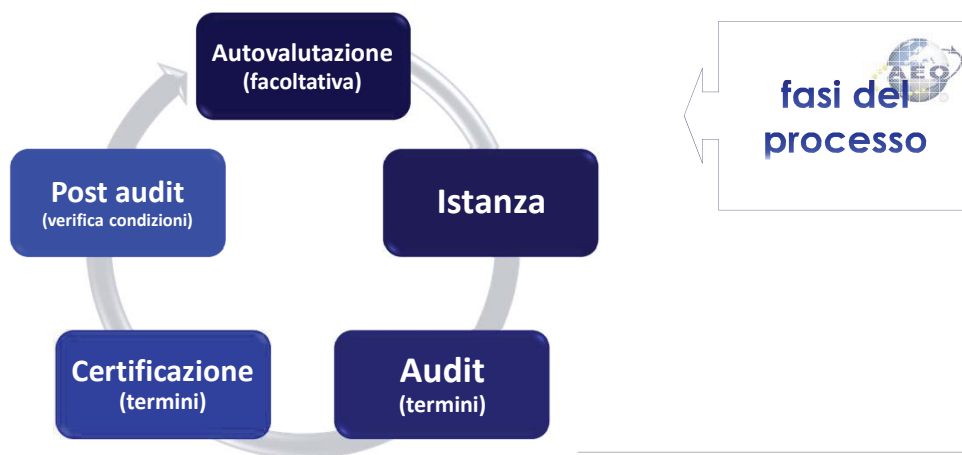 Autovalutazione
(facoltativa)
AEO
fasi del
processo
Post audit
(verifica condizioni)
Istanza
Certificazione
(termini)
Audit
(termini)